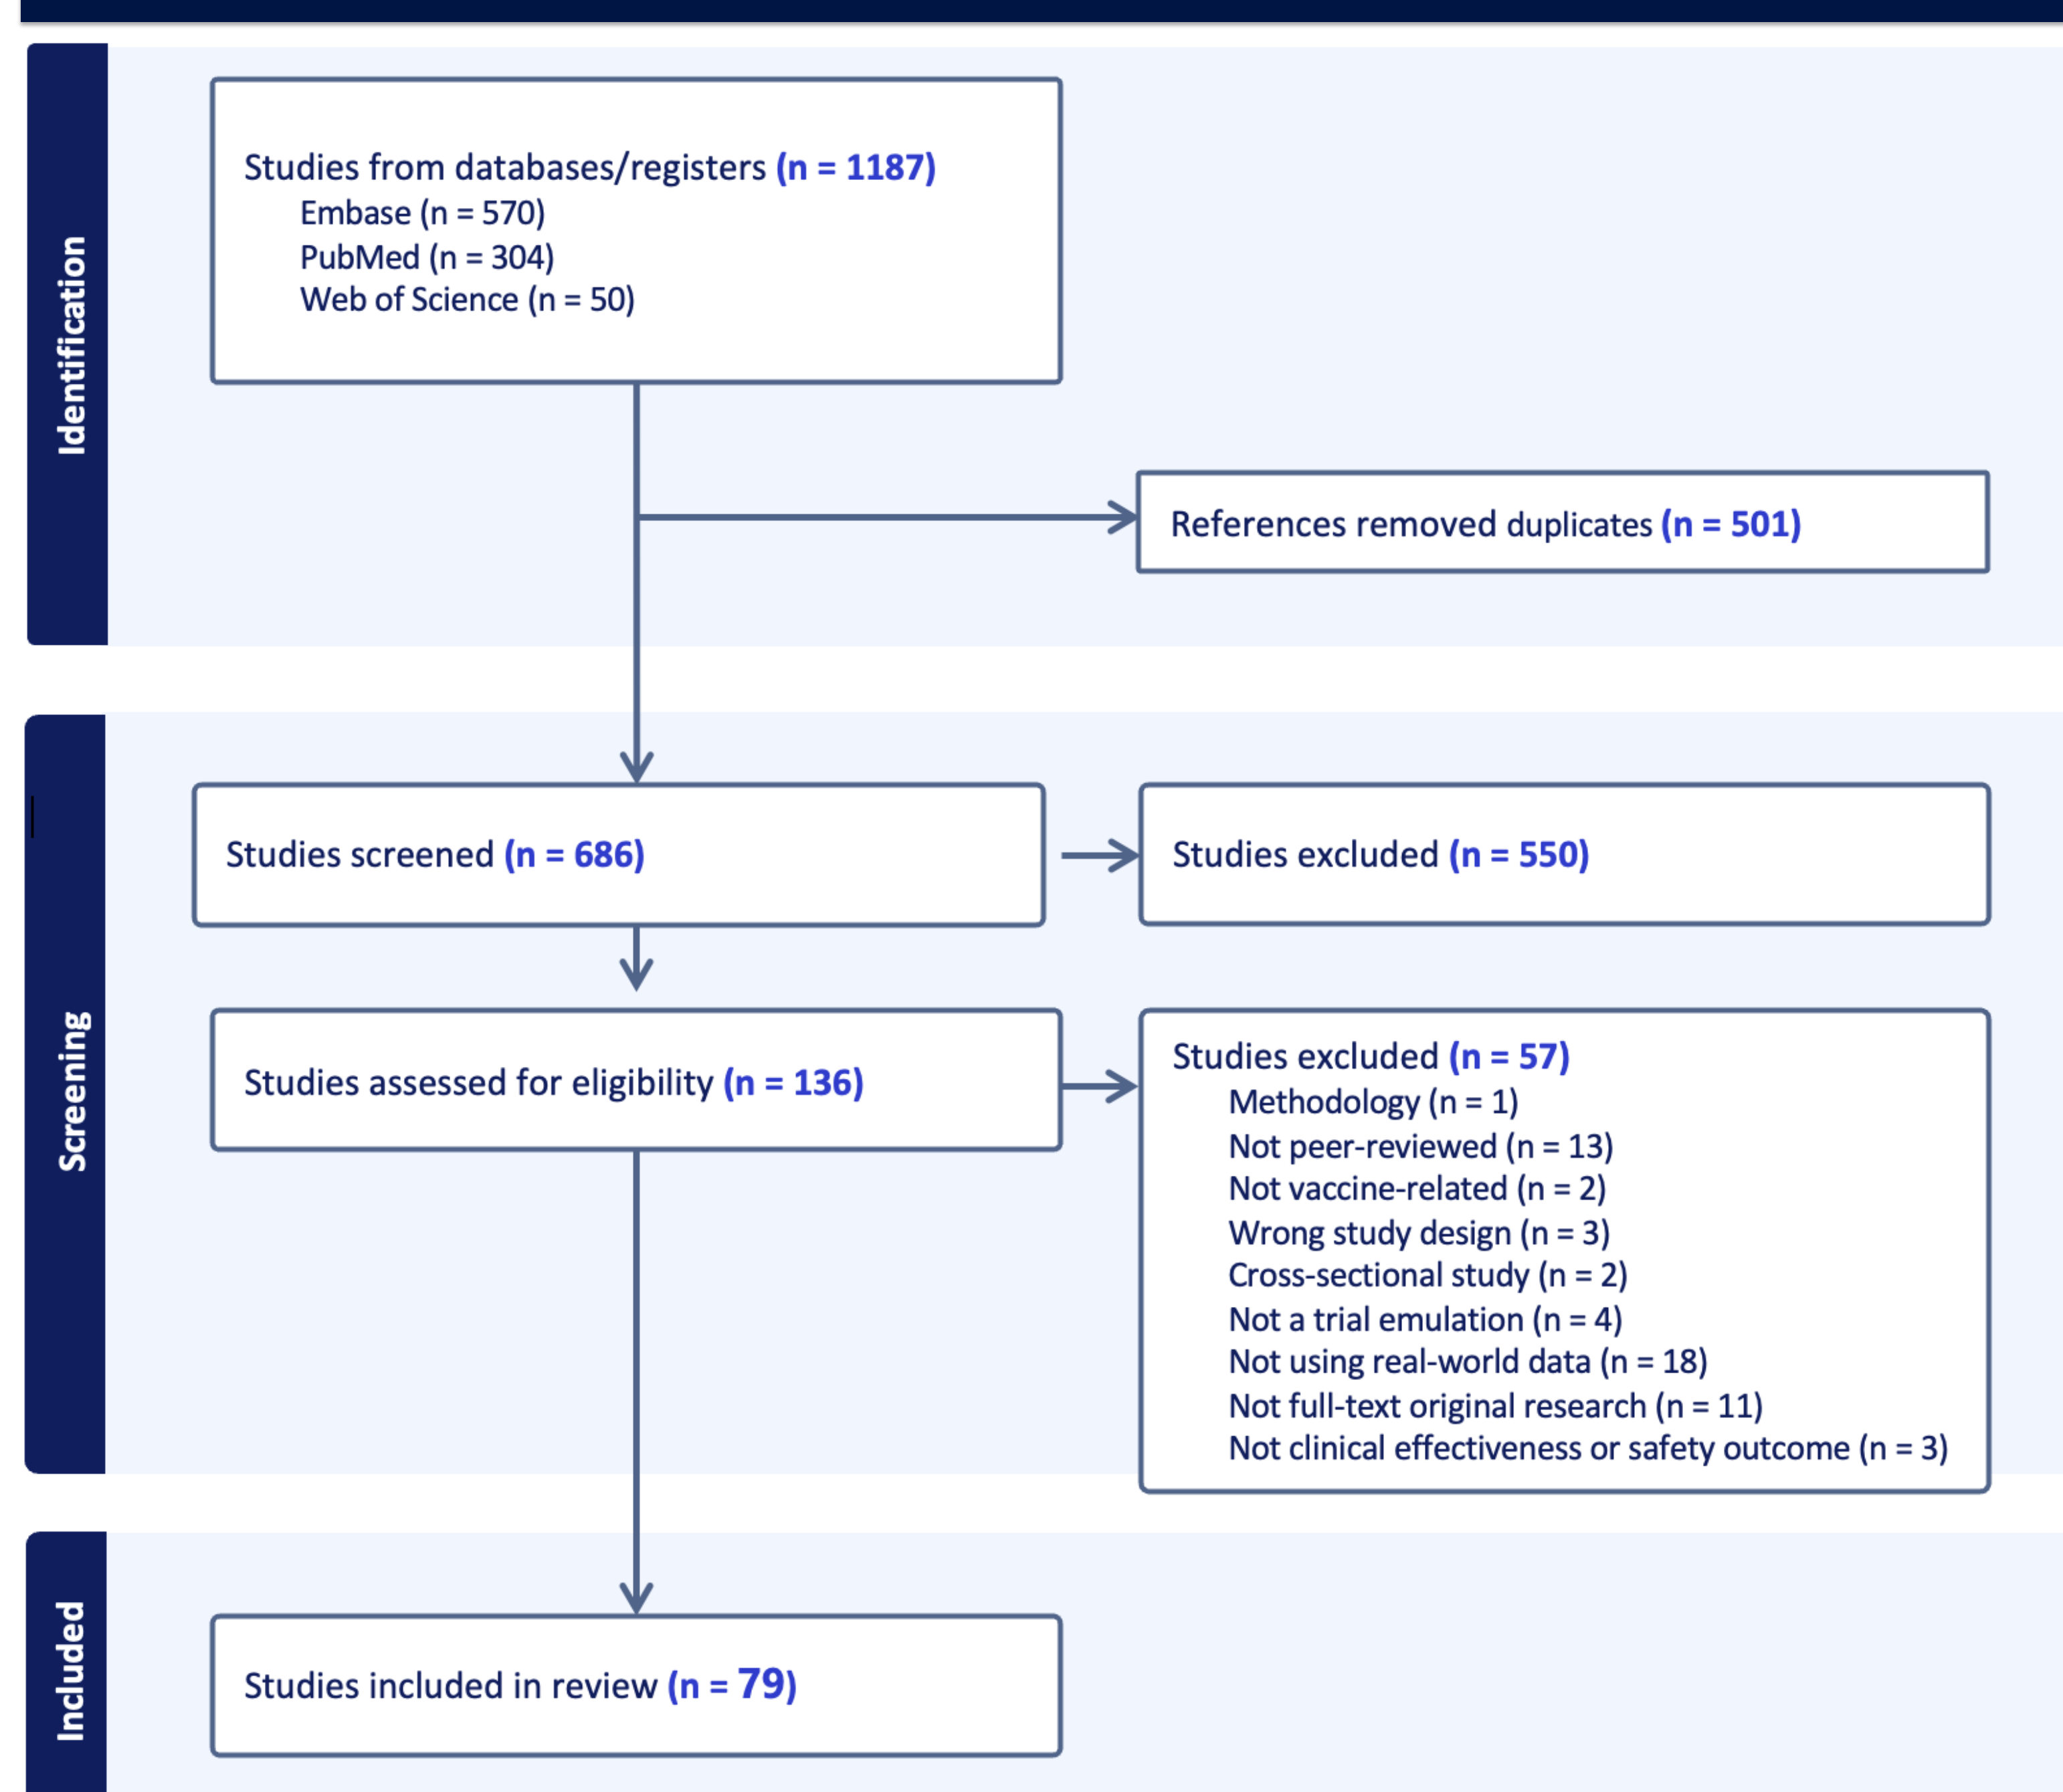 Identification
Studies from databases/registers (n = 1187)
Embase (n = 570)
PubMed (n = 304)
Web of Science (n = 50)
References removed duplicates (n = 501)
Screening
Studies screened (n = 686)
Studies excluded (n = 550)
Studies assessed for eligibility (n = 136)
Studies excluded (n = 57)
Methodology (n = 1)
Not peer-reviewed (n = 13)
Not vaccine-related (n = 2)
Wrong study design (n = 3)
Cross-sectional study (n = 2)
Not a trial emulation (n = 4)
Not using real-world data (n = 18)
Not full-text original research (n = 11)
Not clinical effectiveness or safety outcome (n = 3)
Included
Studies included in review (n = 79)